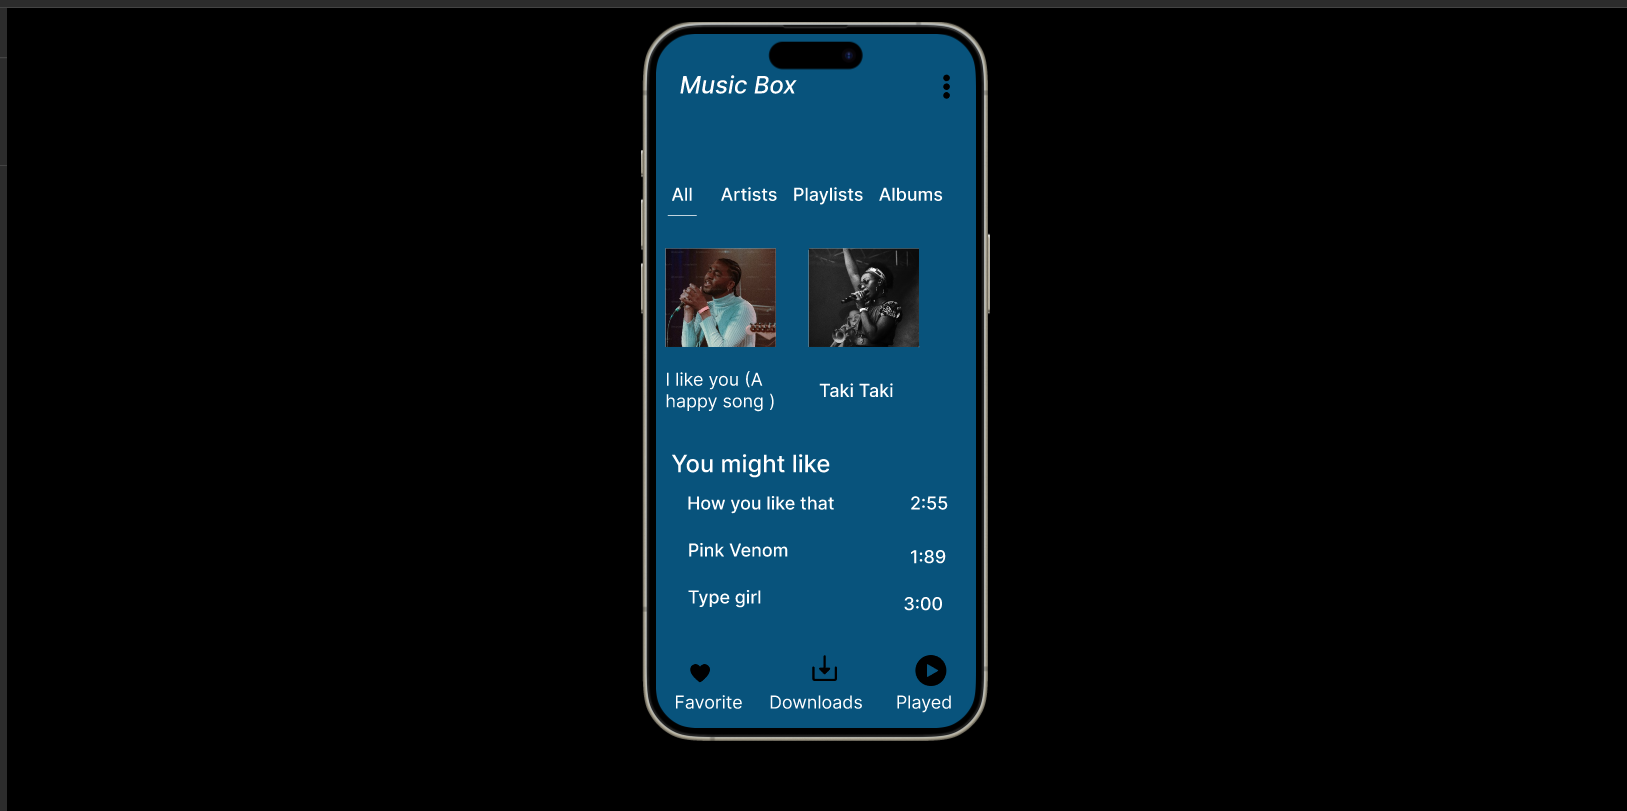 Music Box
All Artists Playlists Albums
I like you (A
happy song )
Taki Taki
You might like
How you like that 2:55
Pink Venom 1:89
Type girl 3:00
Favorite Downloads Played